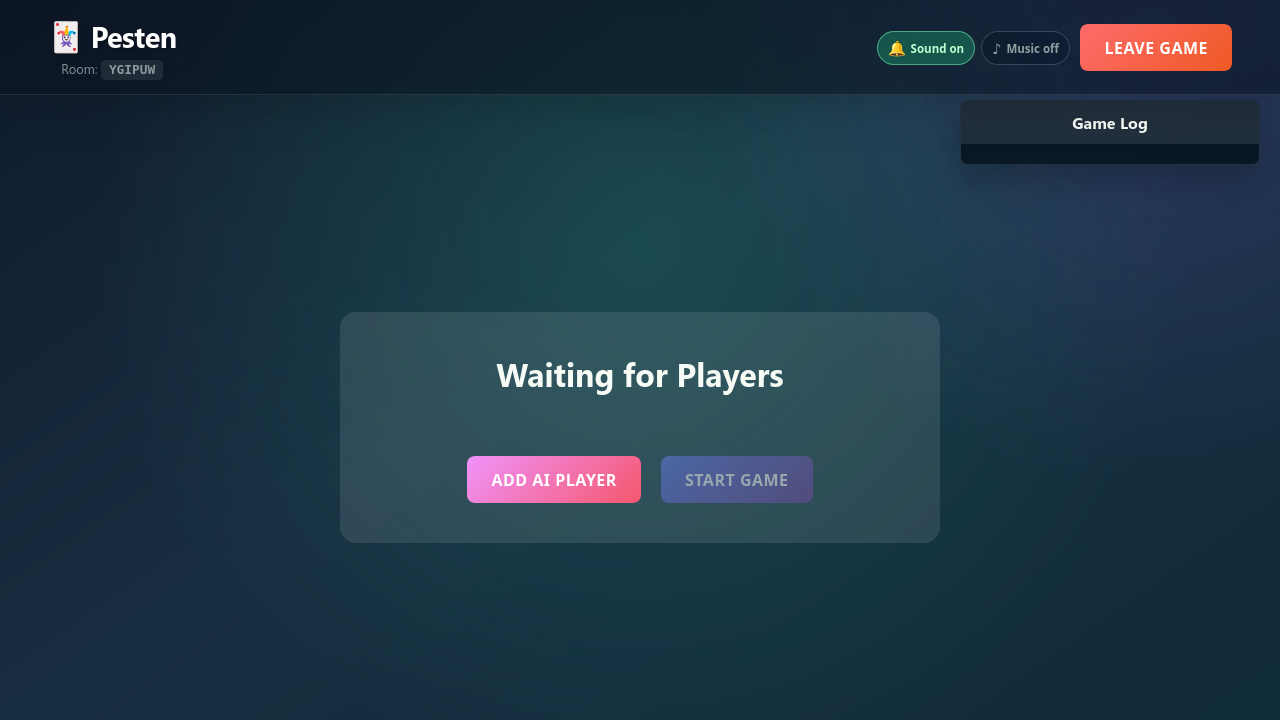 Pesten
Room: YGIPUW
🔔 Sound on
♪ Music off
LEAVE GAME
Game Log
Waiting for Players
ADD AI PLAYER
START GAME